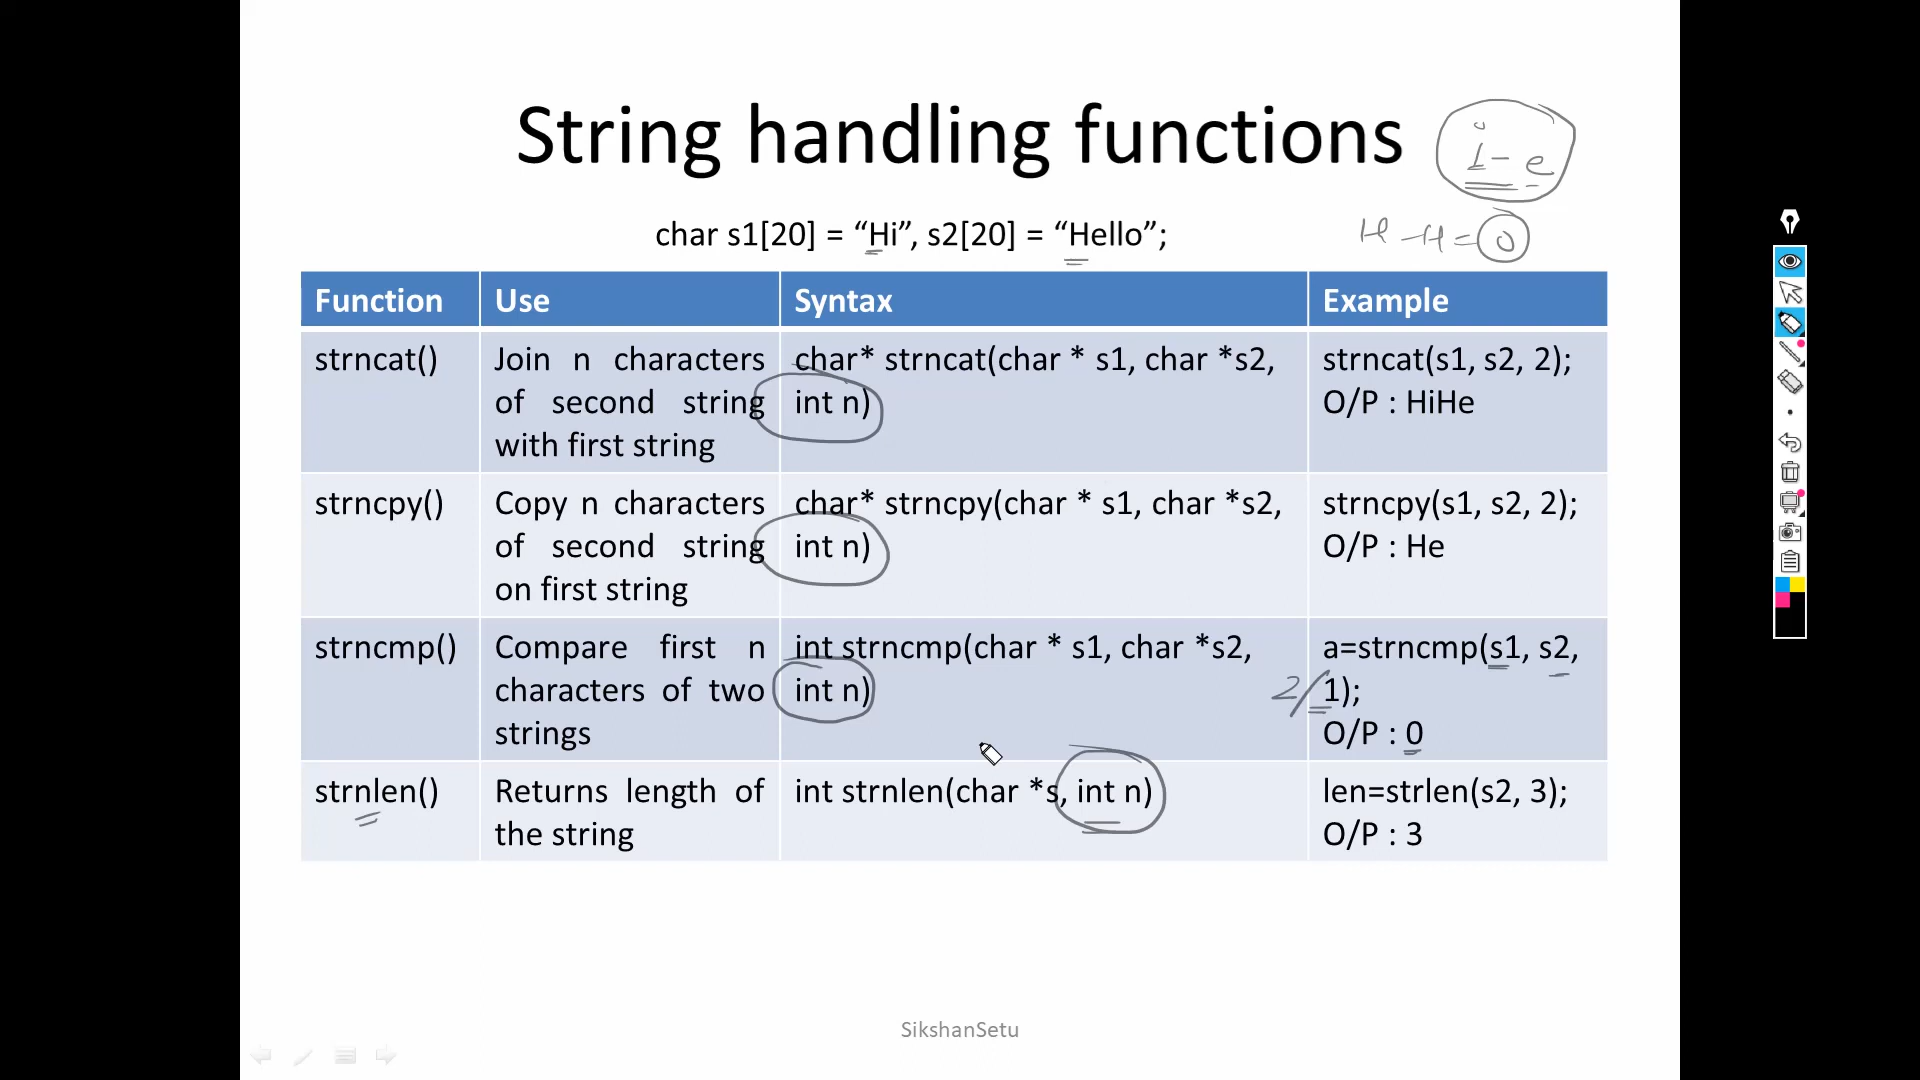 String handling functions
i
i - e
char s1[20] = “Hi”, s2[20] = “Hello”;
H - H = 0
Function Use Syntax Example
strncat() Join n characters of second string with first string char* strncat(char * s1, char *s2, int n) strncat(s1, s2, 2);
O/P : HiHe
strncpy() Copy n characters of second string on first string char* strncpy(char * s1, char *s2, int n) strncpy(s1, s2, 2);
O/P : He
strncmp() Compare first n characters of two strings int strncmp(char * s1, char *s2, int n) a=strncmp(s1, s2, 1);
2/
O/P : 0
strnlen() Returns length of the string int strnlen(char *s, int n) len=strlen(s2, 3);
O/P : 3
SikshanSetu